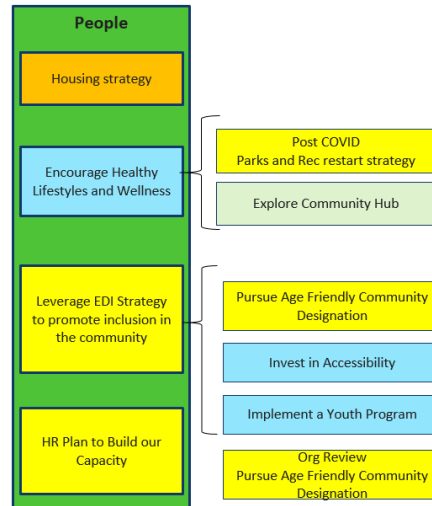 People
Housing strategy
Encourage Healthy
Lifestyles and Wellness
Post COVID
Parks and Rec restart strategy
Explore Community Hub
Leverage EDI Strategy
to promote inclusion in
the community
Pursue Age Friendly Community
Designation
Invest in Accessibility
Implement a Youth Program
HR Plan to Build our
Capacity
Org Review
Pursue Age Friendly Community
Designation